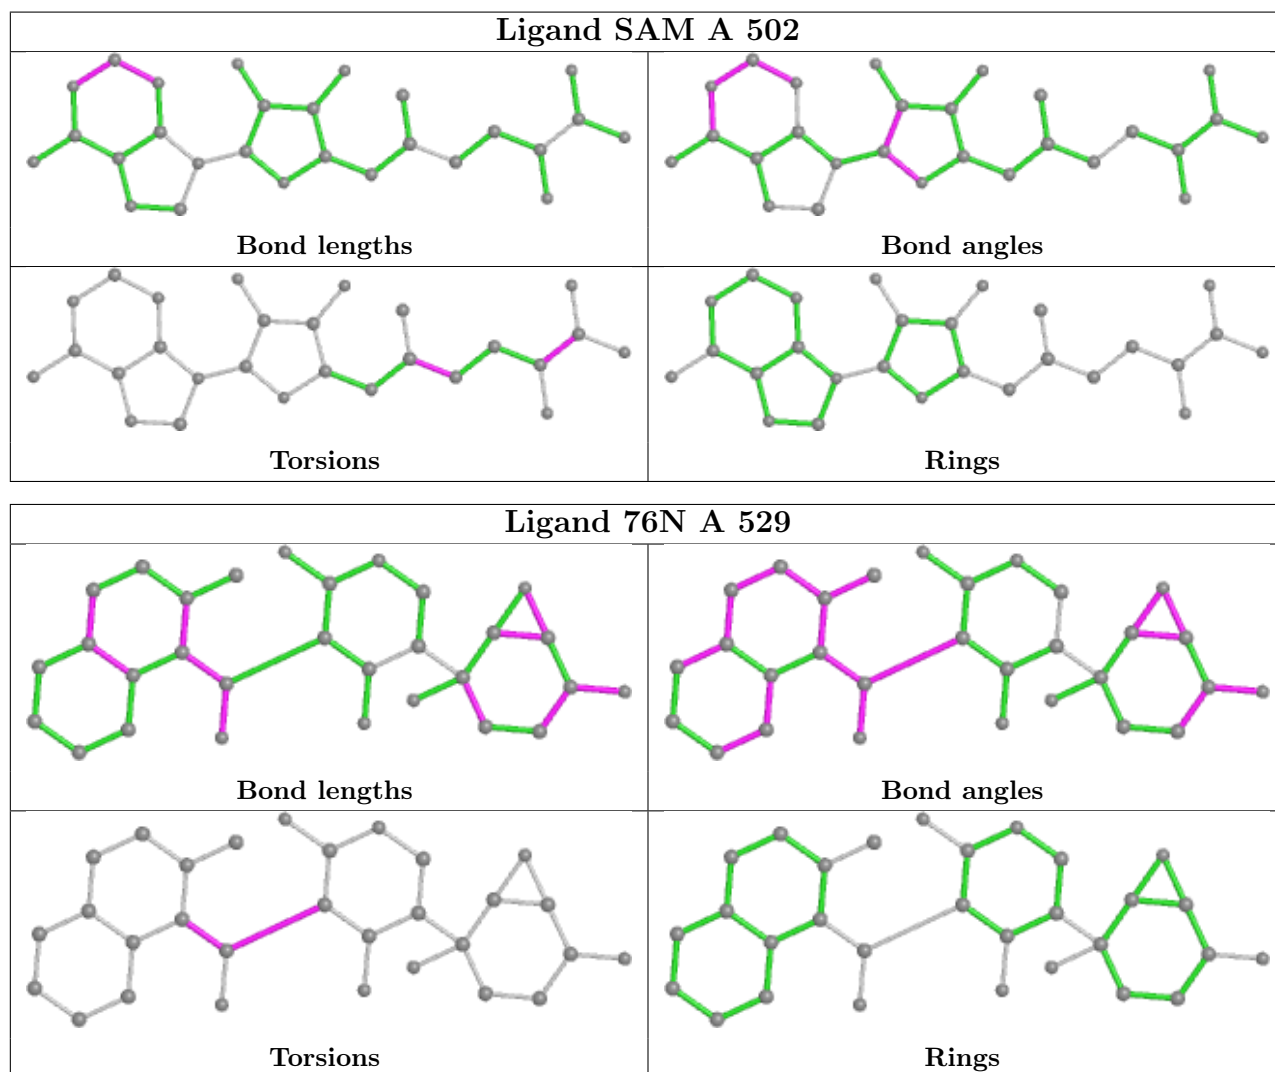 Ligand SAM A 502
Bond lengths
Bond angles
Torsions
Rings
Ligand 76N A 529
Bond lengths
Bond angles
Torsions
Rings